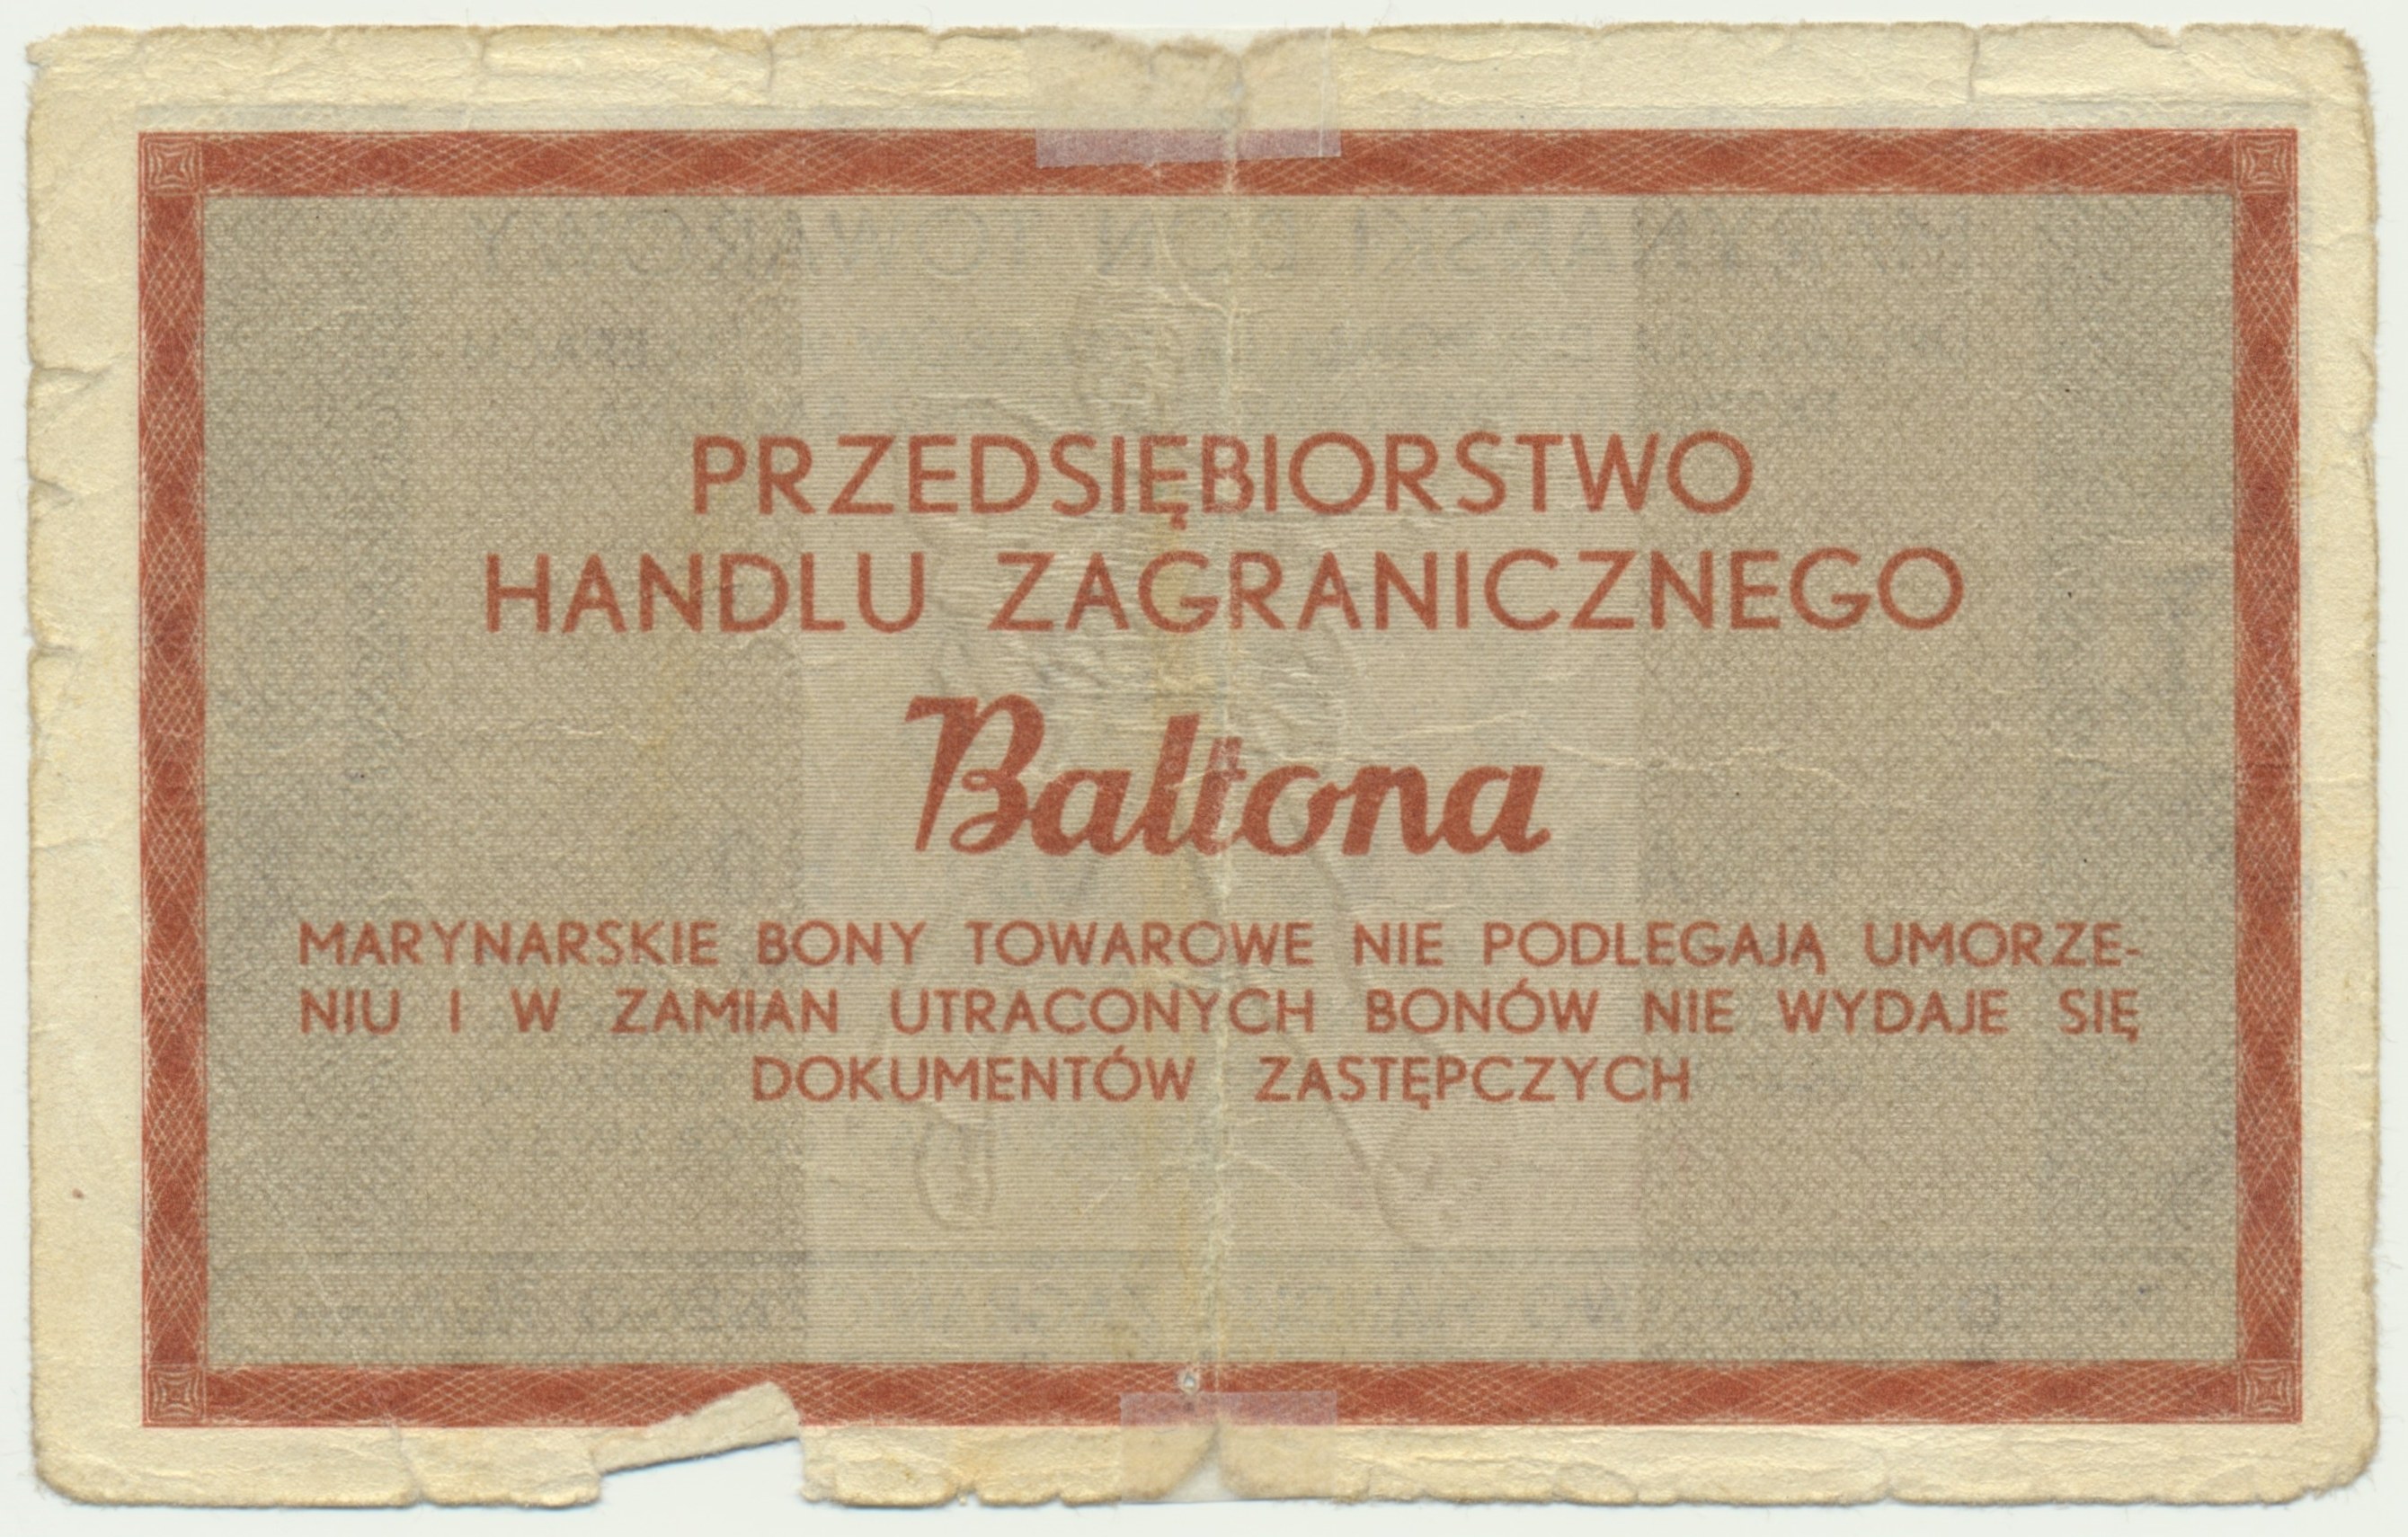 PRZEDSIĘBIORSTWO
HANDLU ZAGRANICZNEGO
Baltona
MARYNARSKIE BONY TOWAROWE NIE PODLEGAJĄ UMORZE-
NIU I W ZAMIAN UTRACONYCH BONÓW NIE WYDAJE SIĘ
DOKUMENTÓW ZASTĘPCZYCH